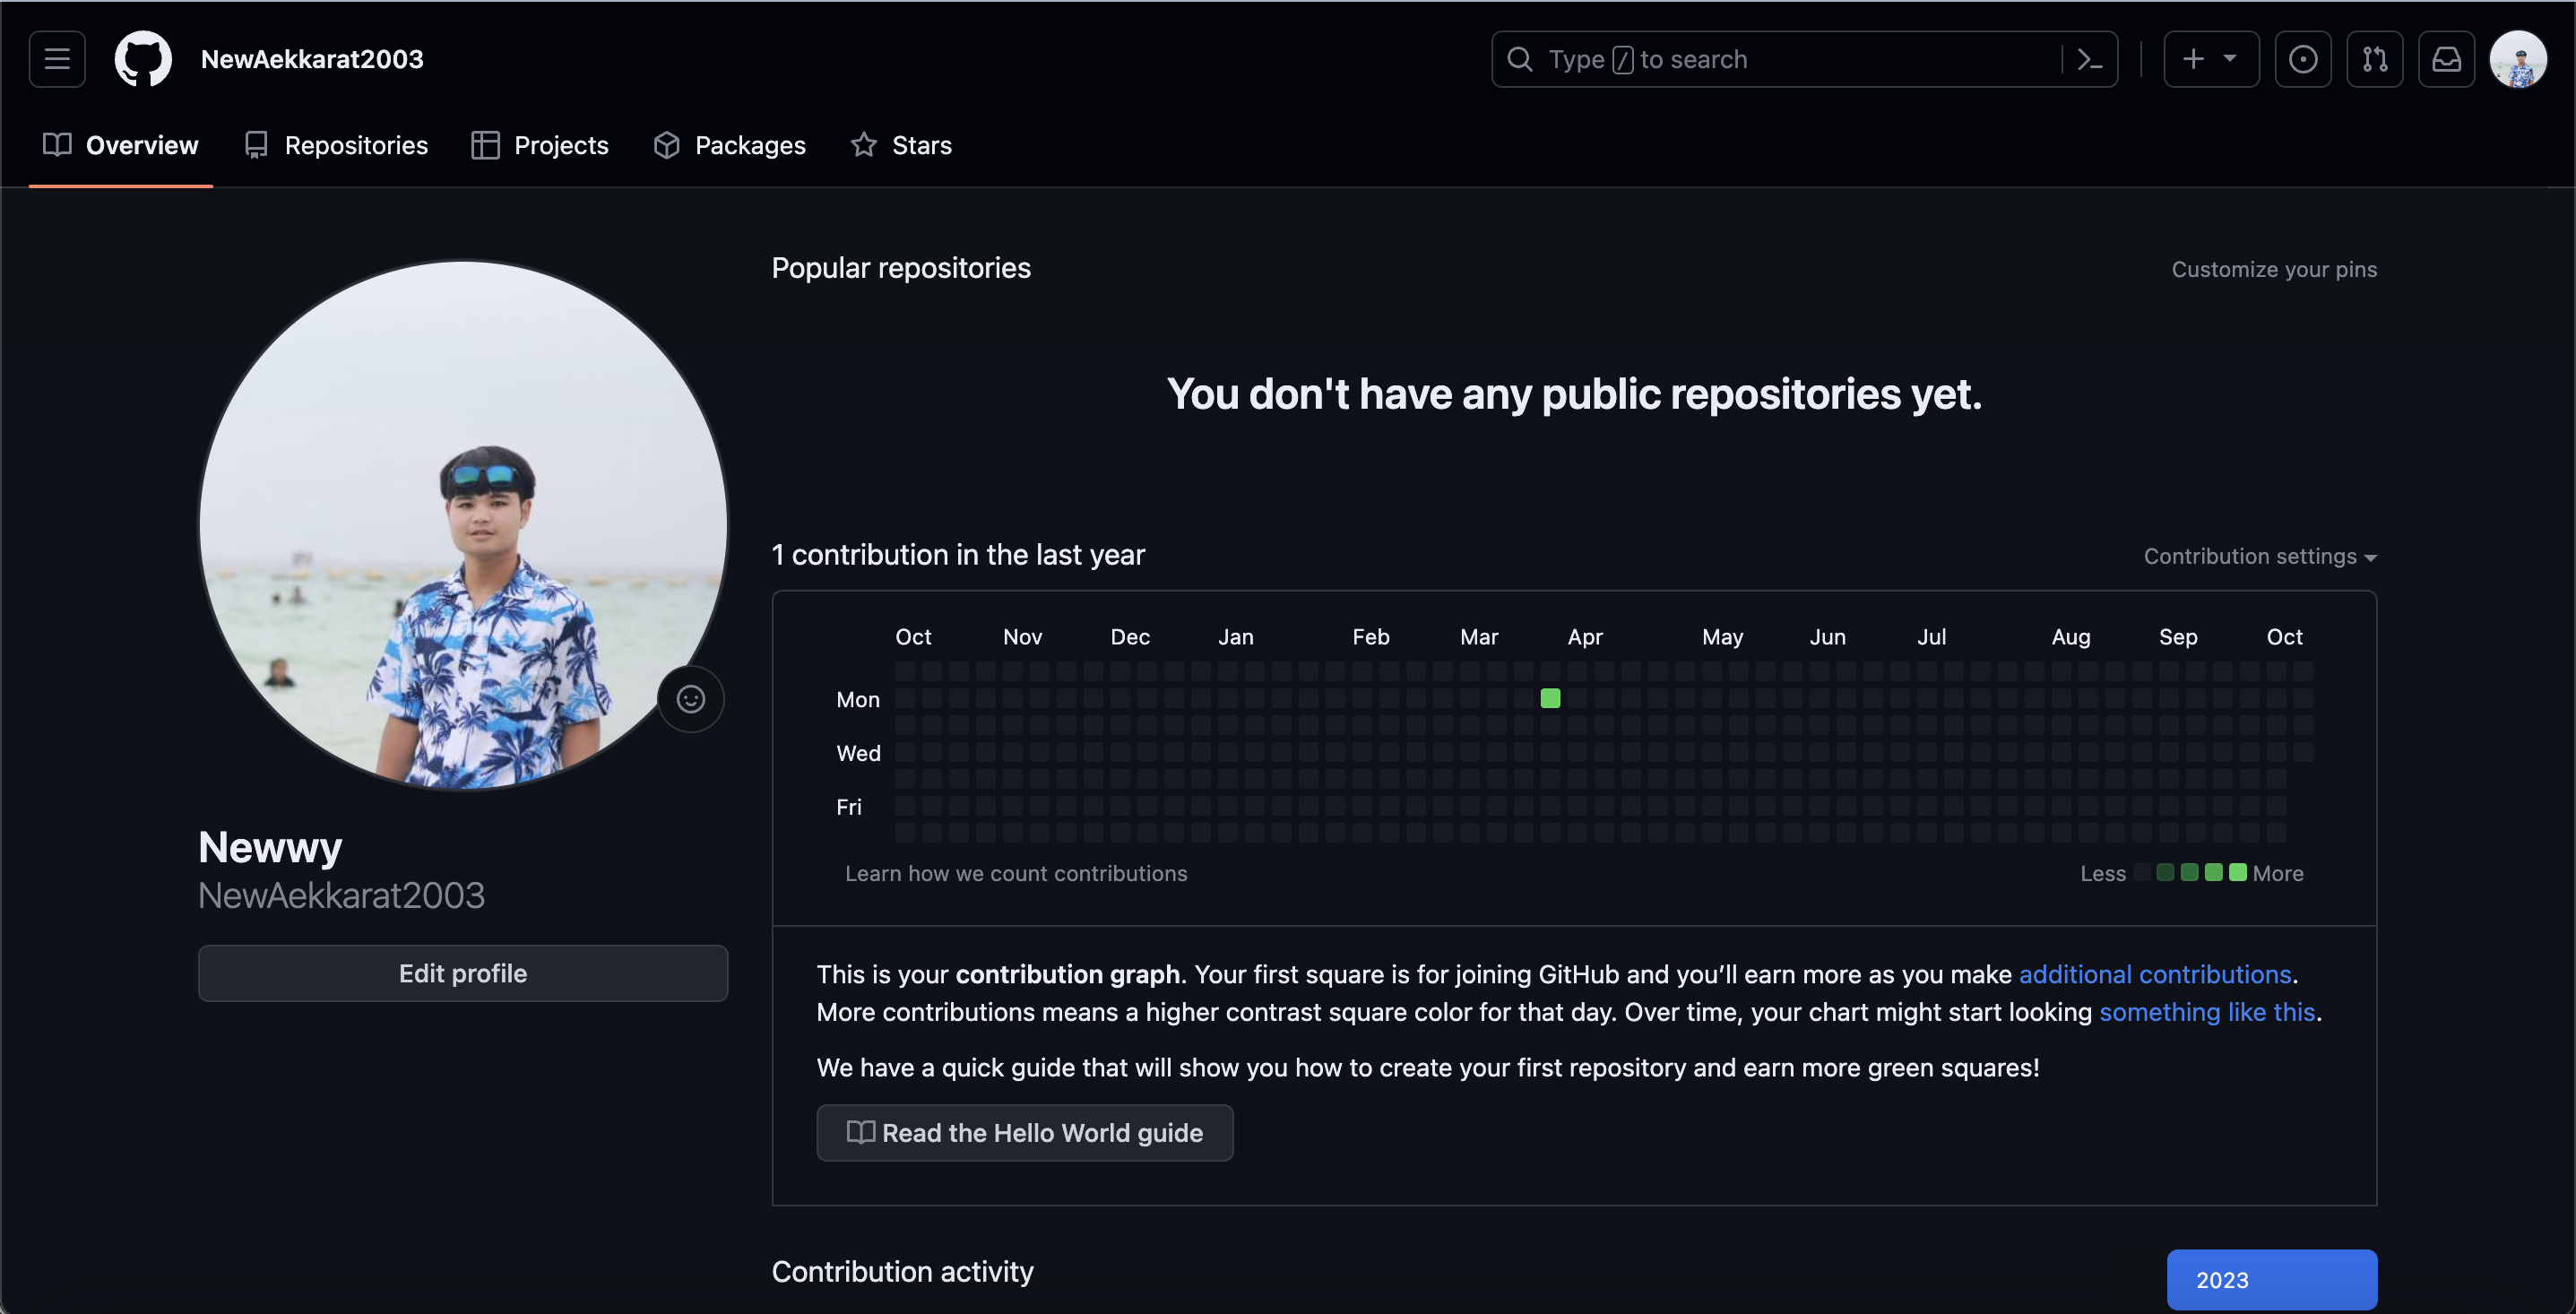 NewAekkarat2003
Type / to search
Overview
Repositories
Projects
Packages
Stars
Popular repositories
Customize your pins
You don't have any public repositories yet.
1 contribution in the last year
Contribution settings
Oct Nov Dec Jan Feb Mar Apr May Jun Jul Aug Sep Oct
Mon
Wed
Fri
Learn how we count contributions
Less More
Newwy
NewAekkarat2003
Edit profile
This is your contribution graph. Your first square is for joining GitHub and you’ll earn more as you make additional contributions.
More contributions means a higher contrast square color for that day. Over time, your chart might start looking something like this.
We have a quick guide that will show you how to create your first repository and earn more green squares!
Read the Hello World guide
Contribution activity
2023